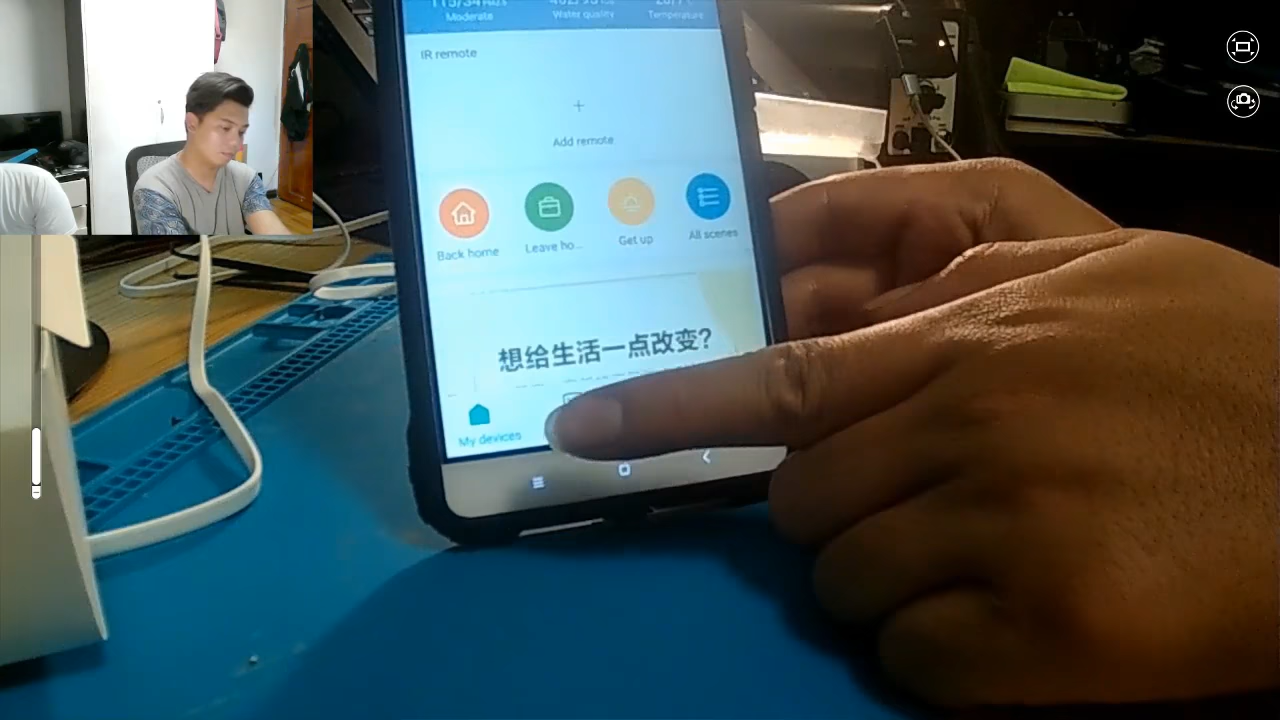 Moderate
Water quality
Temperature
IR remote
Add remote
Back home
Leave ho...
Get up
All scenes
想给生活一点改变?
My devices